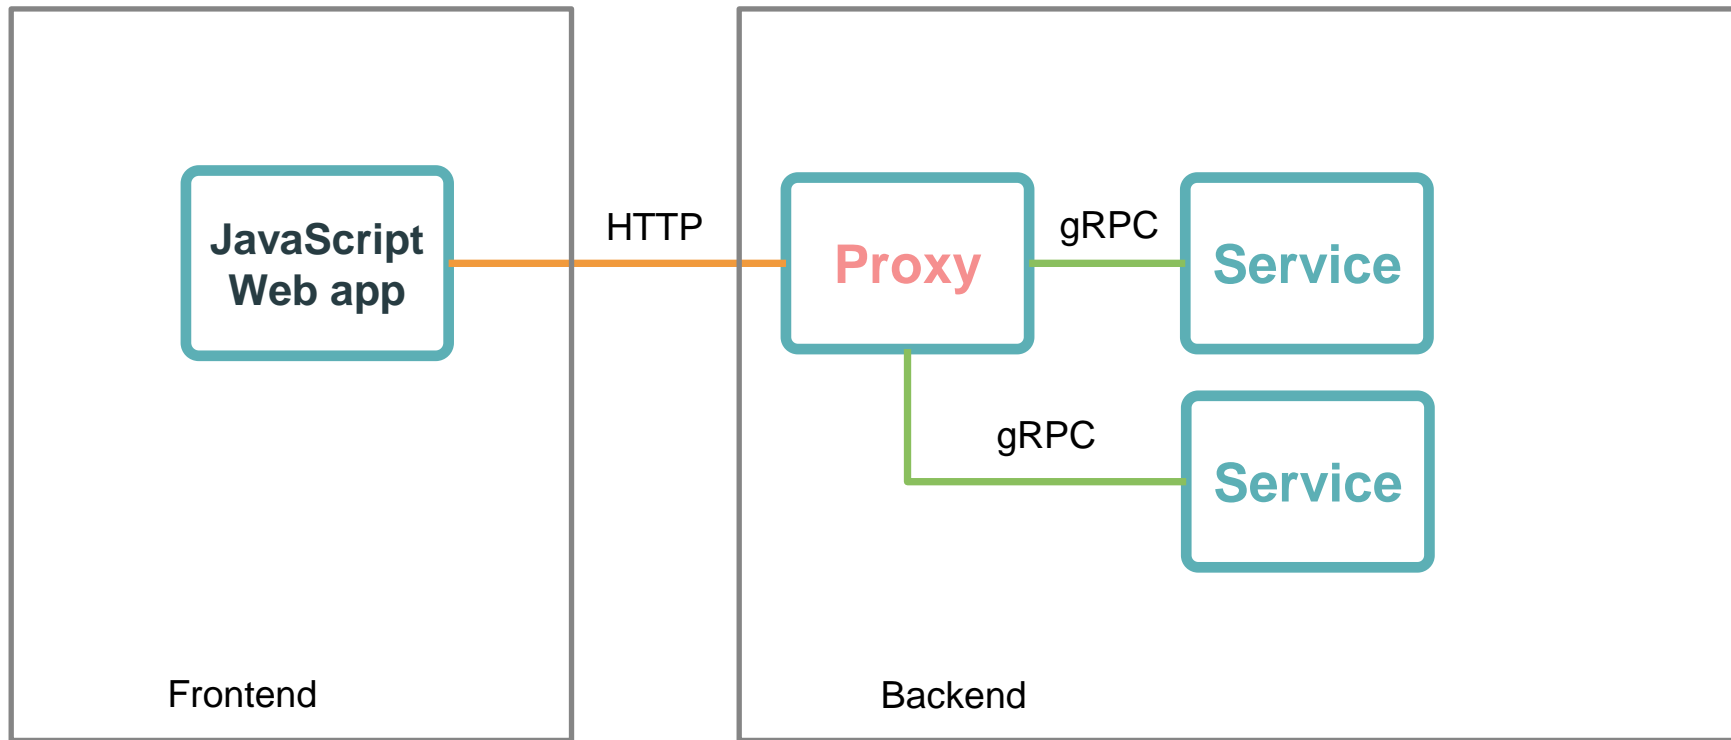 JavaScript
Web app
HTTP
Proxy
gRPC
Service
gRPC
Service
Frontend
Backend